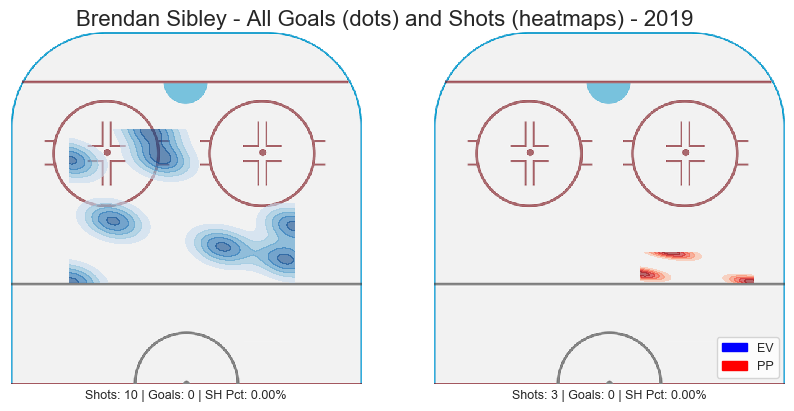 Brendan Sibley - All Goals (dots) and Shots (heatmaps) - 2019
EV
PP
Shots: 10 | Goals: 0 | SH Pct: 0.00%
Shots: 3 | Goals: 0 | SH Pct: 0.00%